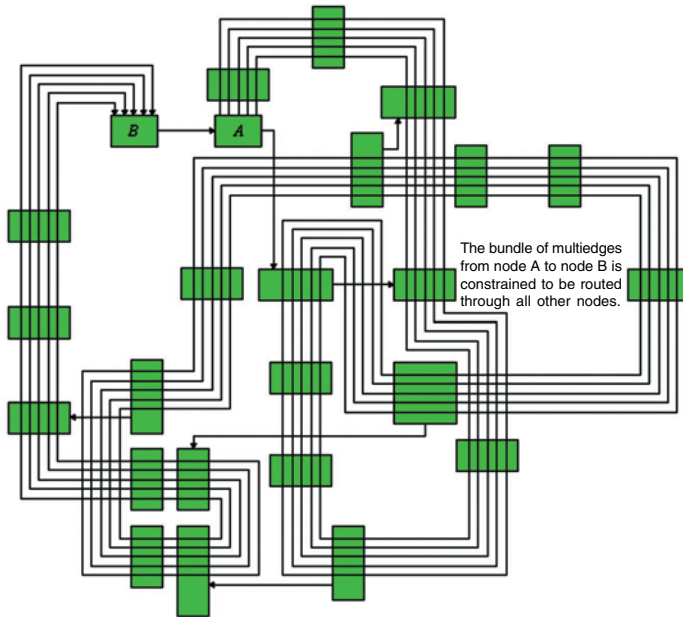 B
A
The bundle of multiedges
from node A to node B is
constrained to be routed
through all other nodes.